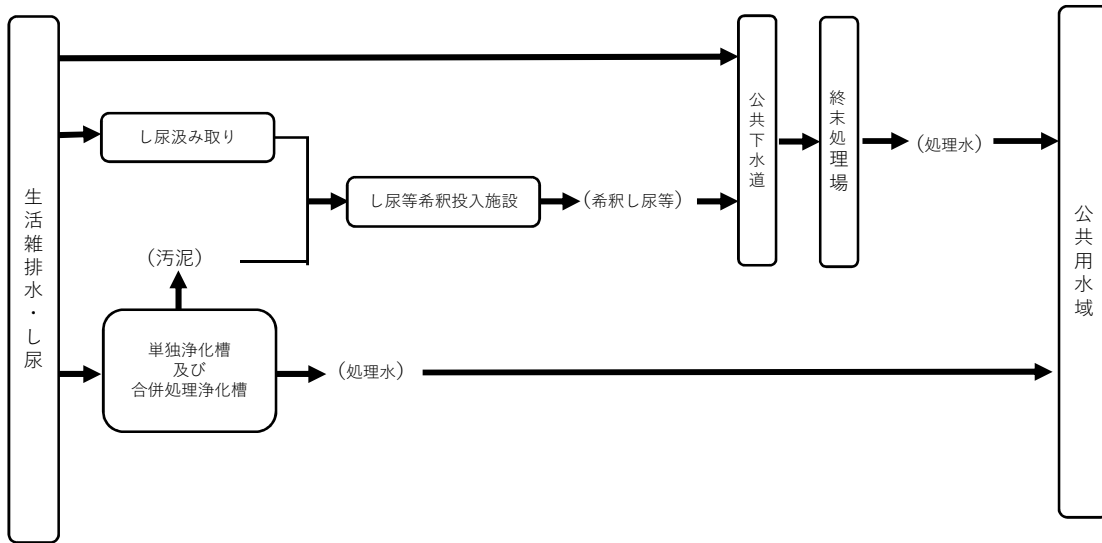 生活雑排水・し尿
し尿汲み取り
(汚泥)
単独浄化槽
及び
合併処理浄化槽
(処理水)
し尿等希釈投入施設
(希釈し尿等)
公共下水道
終末処理場
(処理水)
公共用水域